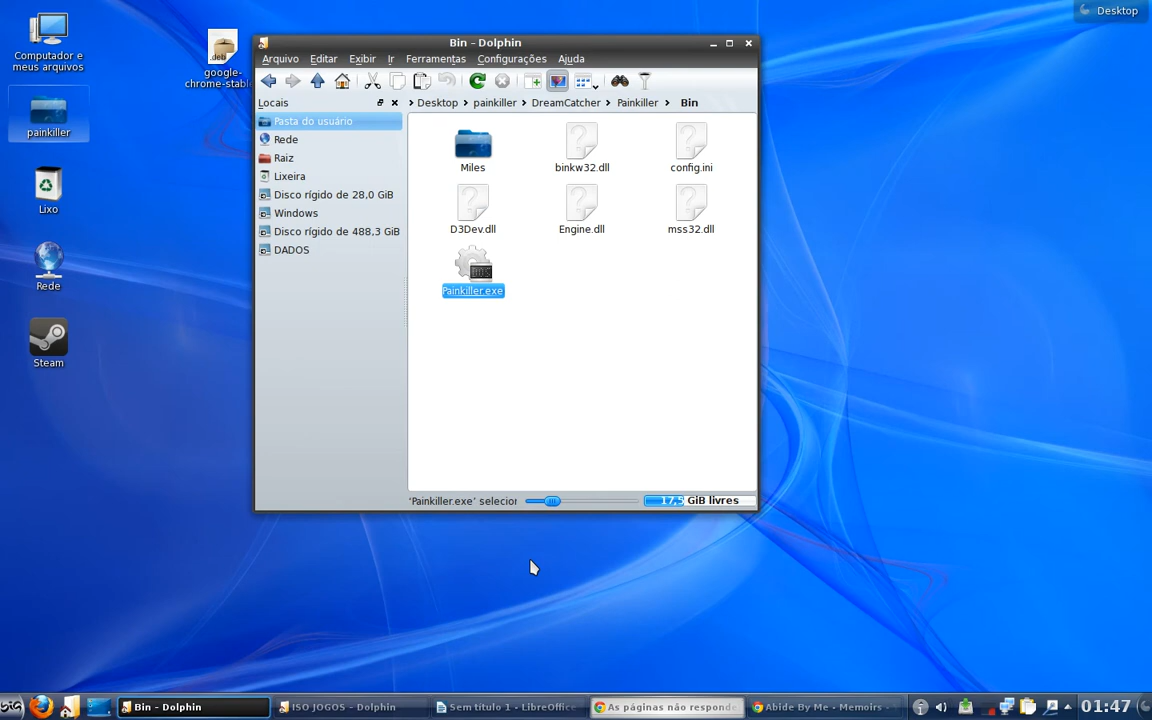 Desktop
Computador e
meus arquivos
.deb
google-
chrome-stabl
painkiller
Lixo
Rede
Steam
Bin – Dolphin
Arquivo Editar Exibir Ir Ferramentas Configurações Ajuda
Locais
Desktop painkiller DreamCatcher Painkiller Bin
Pasta do usuário
Rede
Raiz
Lixeira
Disco rígido de 28,0 GiB
Windows
Disco rígido de 488,3 GiB
DADOS
Miles
binkw32.dll
config.ini
D3Dev.dll
Engine.dll
mss32.dll
DOS
Painkiller.exe
'Painkiller.exe' selecior
17,5 GiB livres
Bin – Dolphin
ISO JOGOS – Dolphin
Sem título 1 – LibreOffice
As páginas não responde
Abide By Me - Memoirs -
01:47